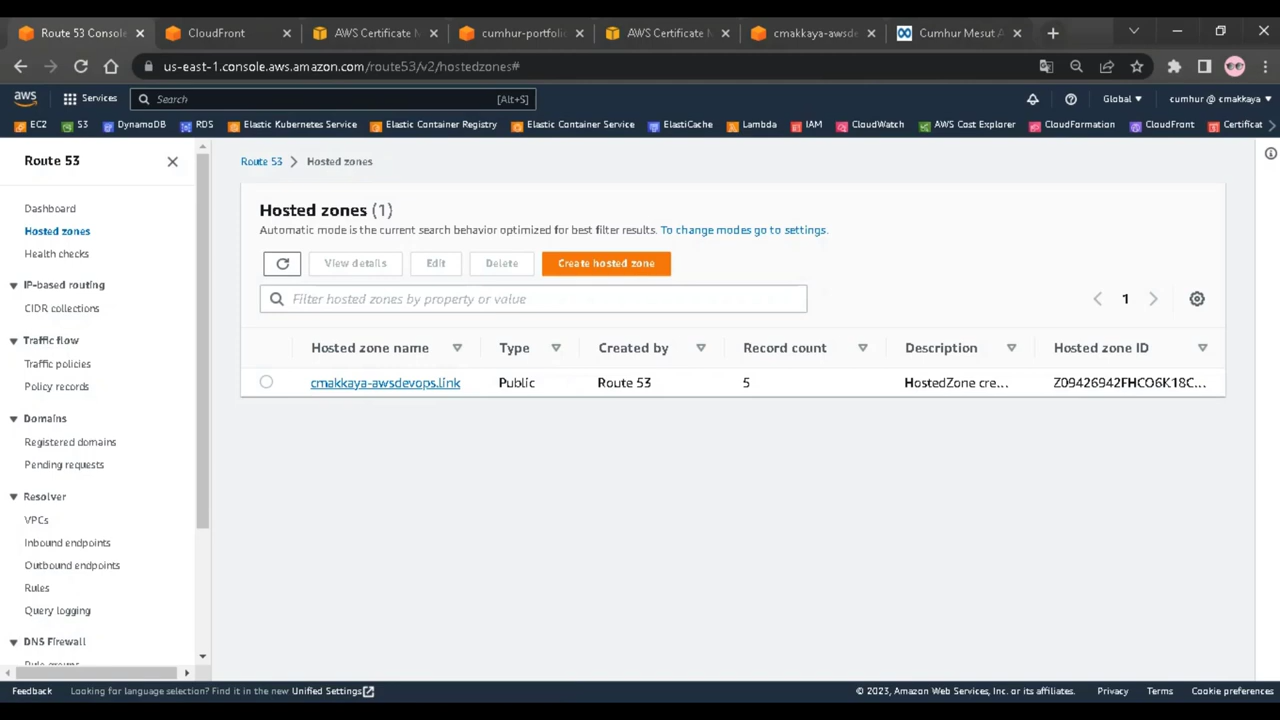 Route 53 Console
CloudFront
AWS Certificate M
cumhur-portfolio
AWS Certificate M
cmakkaya-awsde
Cumhur Mesut A
us-east-1.console.aws.amazon.com/route53/v2/hostedzones#
aws
Services
Search
[Alt+S]
Global
cumhur @ cmakkaya
EC2
S3
DynamoDB
RDS
Elastic Kubernetes Service
Elastic Container Registry
Elastic Container Service
ElastiCache
Lambda
IAM
CloudWatch
AWS Cost Explorer
CloudFormation
CloudFront
Certificat
Route 53
Dashboard
Hosted zones
Health checks
IP-based routing
CIDR collections
Traffic flow
Traffic policies
Policy records
Domains
Registered domains
Pending requests
Resolver
VPCs
Inbound endpoints
Outbound endpoints
Rules
Query logging
DNS Firewall
Rule groups
Route 53 > Hosted zones
Hosted zones (1)
Automatic mode is the current search behavior optimized for best filter results. To change modes go to settings.
View details
Edit
Delete
Create hosted zone
Filter hosted zones by property or value
1
Hosted zone name
Type
Created by
Record count
Description
Hosted zone ID
cmakkaya-awsdevops.link
Public
Route 53
5
HostedZone cre...
Z09426942FHCO6K18C...
Feedback
Looking for language selection? Find it in the new Unified Settings
© 2023, Amazon Web Services, Inc. or its affiliates.
Privacy
Terms
Cookie preferences